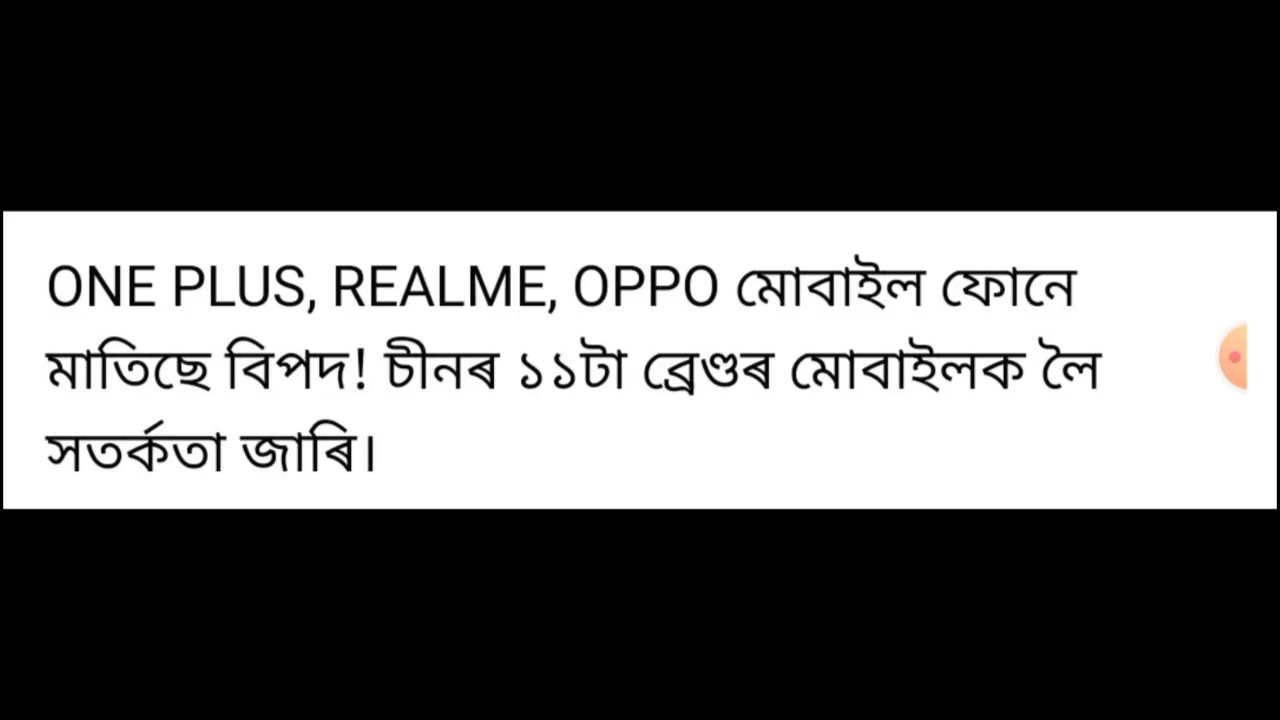 ONE PLUS, REALME, OPPO মোবাইল ফোনে
মাতিছে বিপদ! চীনৰ ১১টা ব্ৰেণ্ডৰ মোবাইলক লৈ
সতৰ্কতা জাৰি।